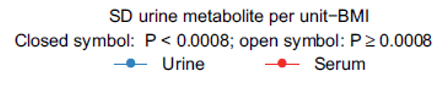 SD urine metabolite per unit−BMI
Closed symbol: P < 0.0008; open symbol: P ≥ 0.0008
Urine Serum